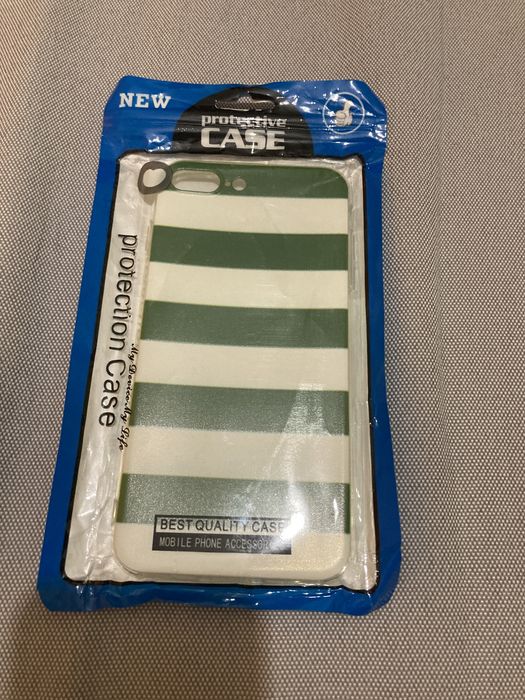 NEW
protective
CASE
protection Case
My Device My Life
BEST QUALITY CASE
MOBILE PHONE ACCESSORIES